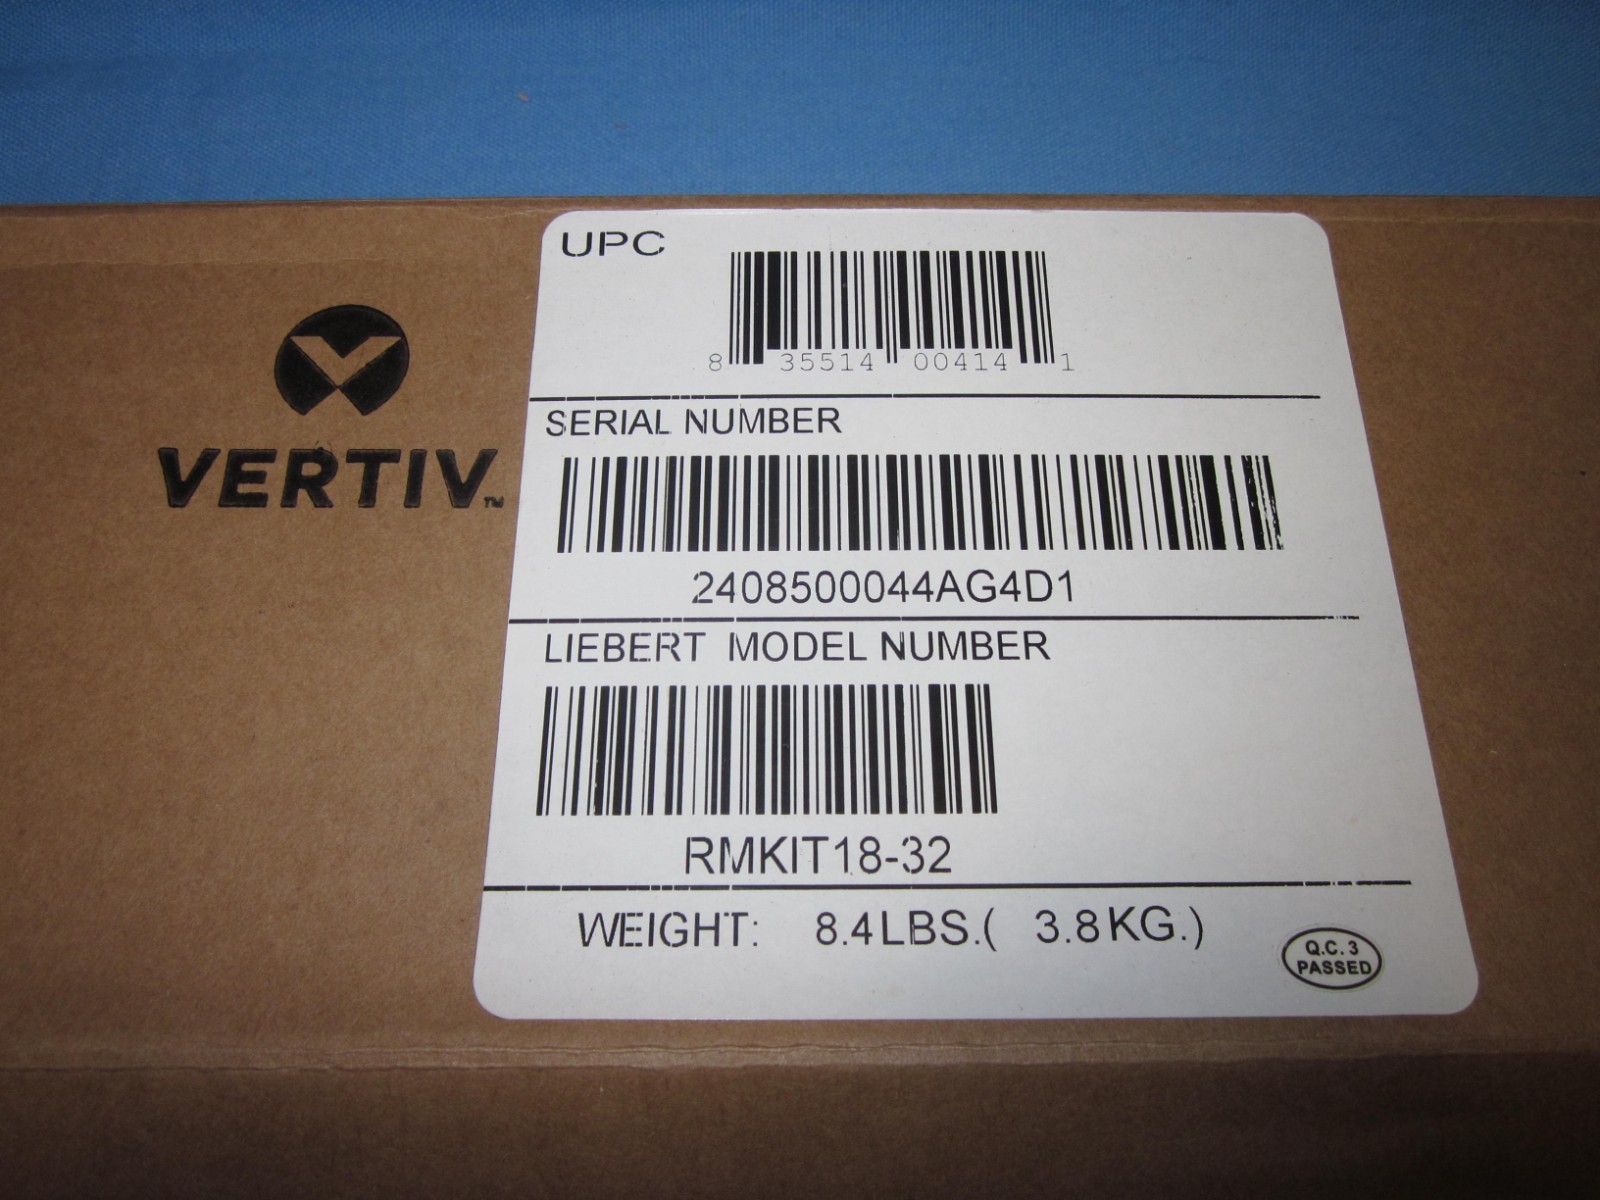 VERTIV™
UPC
8 35514 00414 1
SERIAL NUMBER
2408500044AG4D1
LIEBERT MODEL NUMBER
RMKIT18-32
WEIGHT: 8.4LBS.( 3.8KG.)
Q.C. 3
PASSED